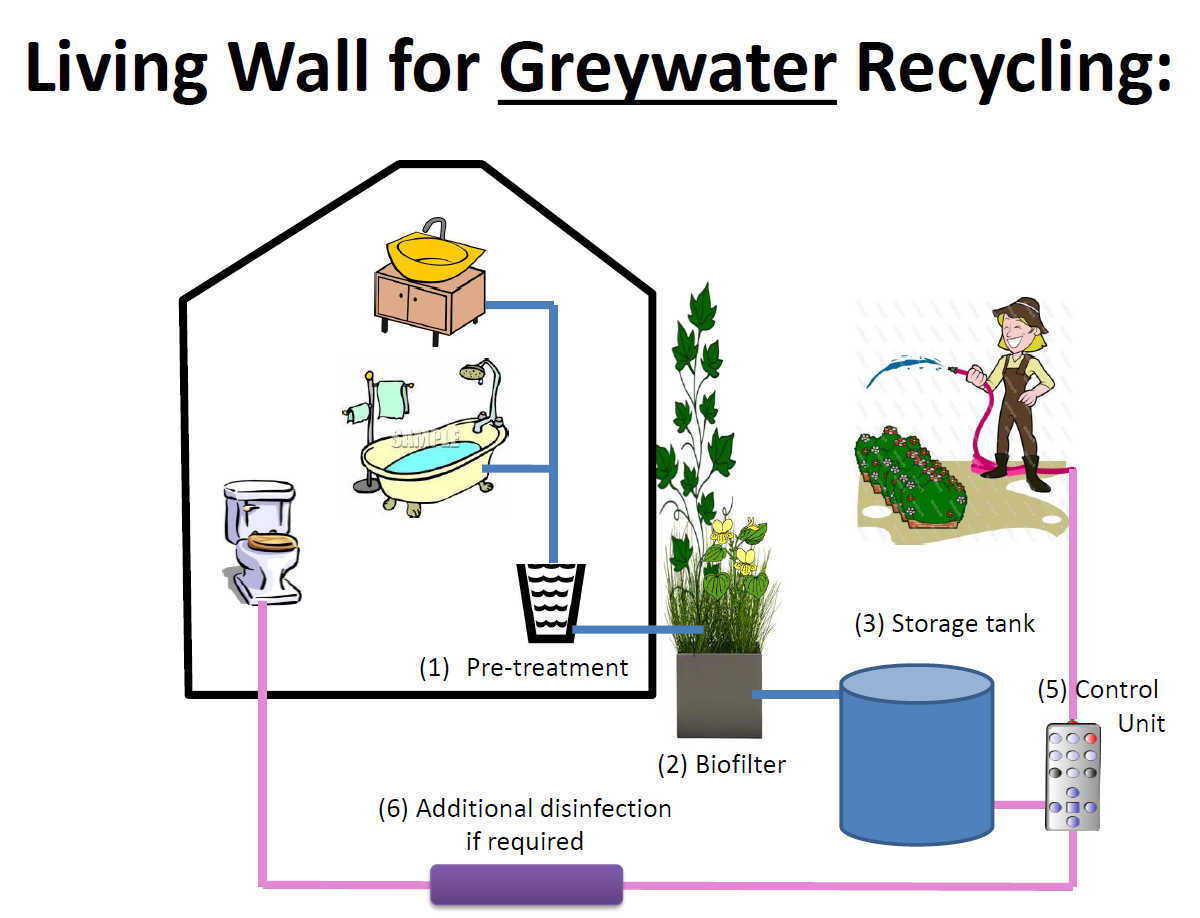 Living Wall for Greywater Recycling:
SAMPLE
(1) Pre-treatment
(3) Storage tank
(5) Control
Unit
(2) Biofilter
(6) Additional disinfection
if required